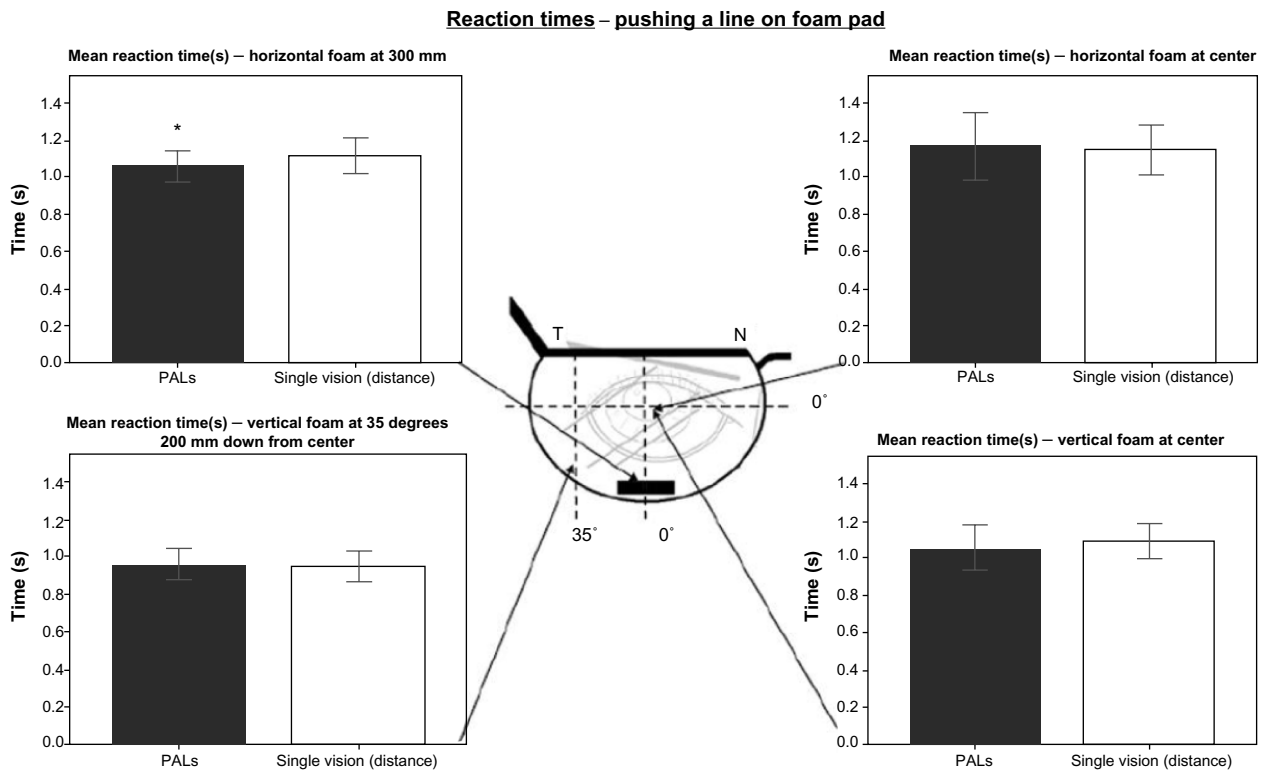 Reaction times – pushing a line on foam pad
Mean reaction time(s) – horizontal foam at 300 mm
Time (s)
1.4
1.2
1.0
0.8
0.6
0.4
0.2
0.0
*
PALs
Single vision (distance)
Mean reaction time(s) – horizontal foam at center
Time (s)
1.4
1.2
1.0
0.8
0.6
0.4
0.2
0.0
PALs
Single vision (distance)
T
N
0°
35°
0°
Mean reaction time(s) – vertical foam at 35 degrees
200 mm down from center
Time (s)
1.4
1.2
1.0
0.8
0.6
0.4
0.2
0.0
PALs
Single vision (distance)
Mean reaction time(s) – vertical foam at center
Time (s)
1.4
1.2
1.0
0.8
0.6
0.4
0.2
0.0
PALs
Single vision (distance)